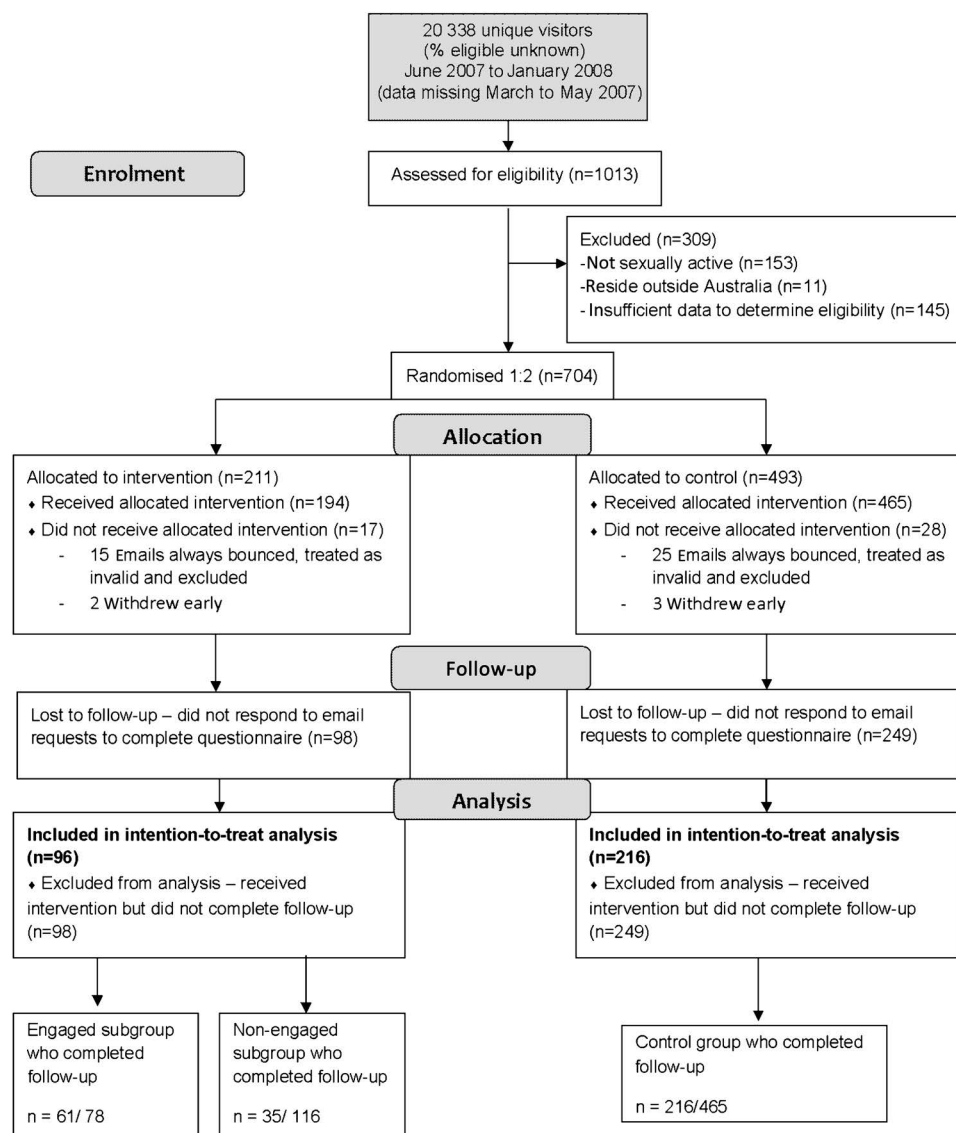 20 338 unique visitors
(% eligible unknown)
June 2007 to January 2008
(data missing March to May 2007)
Enrolment
Assessed for eligibility (n=1013)
Excluded (n=309)
-Not sexually active (n=153)
-Reside outside Australia (n=11)
- Insufficient data to determine eligibility (n=145)
Randomised 1:2 (n=704)
Allocation
Allocated to intervention (n=211)
♦ Received allocated intervention (n=194)
♦ Did not receive allocated intervention (n=17)
- 15 Emails always bounced, treated as
invalid and excluded
- 2 Withdrew early
Allocated to control (n=493)
♦ Received allocated intervention (n=465)
♦ Did not receive allocated intervention (n=28)
- 25 Emails always bounced, treated as
invalid and excluded
- 3 Withdrew early
Follow-up
Lost to follow-up – did not respond to email
requests to complete questionnaire (n=98)
Lost to follow-up – did not respond to email
requests to complete questionnaire (n=249)
Analysis
Included in intention-to-treat analysis
(n=96)
♦ Excluded from analysis – received
intervention but did not complete follow-up
(n=98)
Included in intention-to-treat analysis
(n=216)
♦ Excluded from analysis – received
intervention but did not complete follow-up
(n=249)
Engaged subgroup
who completed
follow-up
n = 61/ 78
Non-engaged
subgroup who
completed follow-up
n = 35/ 116
Control group who completed
follow-up
n = 216/465